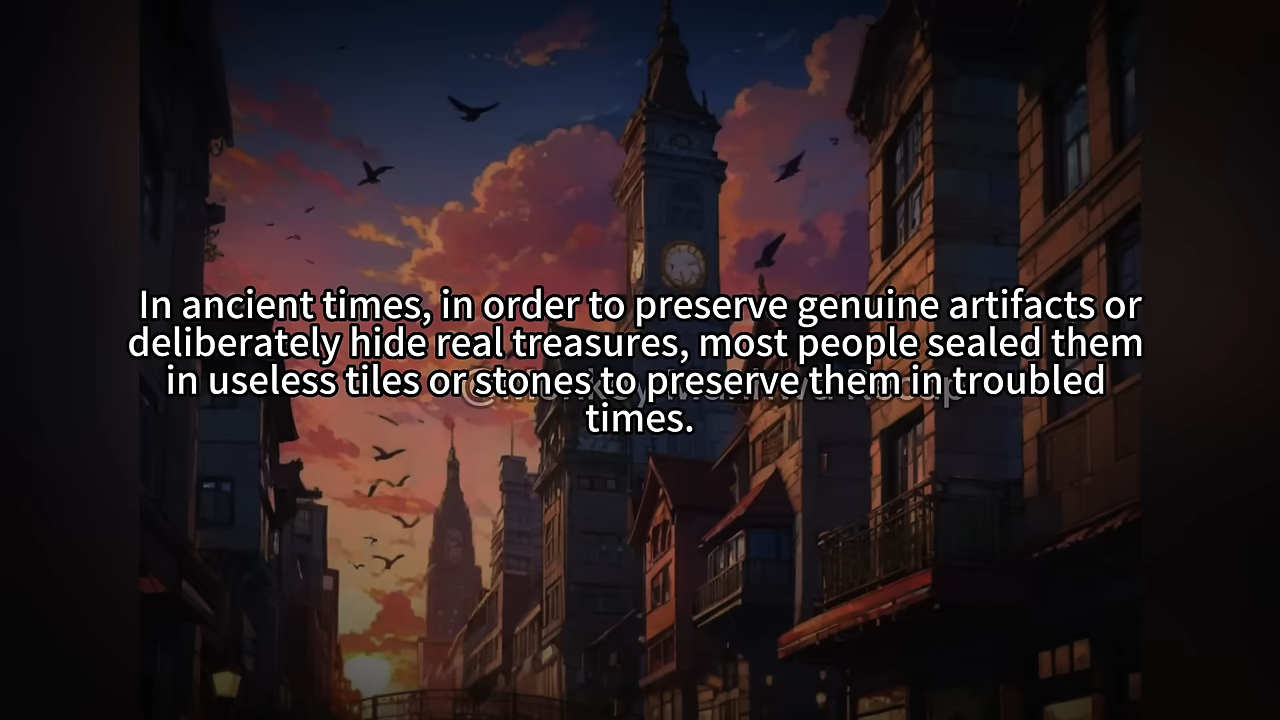 In ancient times, in order to preserve genuine artifacts or
deliberately hide real treasures, most people sealed them
in useless tiles or stones to preserve them in troubled
times.